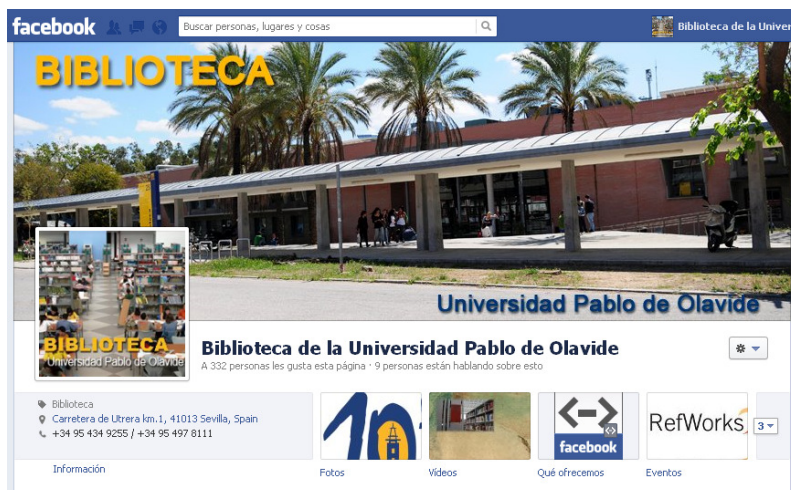 facebook
Buscar personas, lugares y cosas
Biblioteca de la Univer
BIBLIOTECA
Universidad Pablo de Olavide
BIBLIOTECA
Universidad Pablo de Olavide
Biblioteca de la Universidad Pablo de Olavide
A 332 personas les gusta esta página · 9 personas están hablando sobre esto
Biblioteca
Carretera de Utrera km.1, 41013 Sevilla, Spain
+34 95 434 9255 / +34 95 497 8111
Información
facebook
RefWorks
3
Fotos
Vídeos
Qué ofrecemos
Eventos